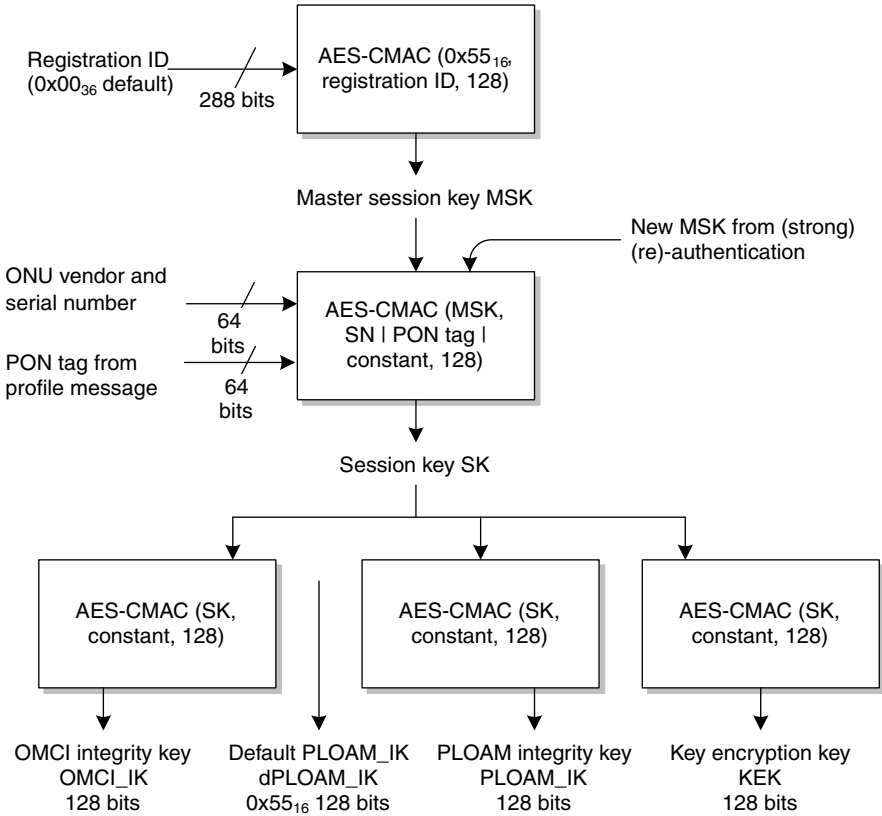 AES-CMAC (0x55₁₆,
registration ID, 128)
Registration ID
(0x00₃₆ default)
288 bits
Master session key MSK
New MSK from (strong)
(re)-authentication
ONU vendor and
serial number
64
bits
PON tag from
profile message
64
bits
AES-CMAC (MSK,
SN | PON tag |
constant, 128)
Session key SK
AES-CMAC (SK,
constant, 128)
AES-CMAC (SK,
constant, 128)
AES-CMAC (SK,
constant, 128)
OMCI integrity key
OMCI_IK
128 bits
Default PLOAM_IK
dPLOAM_IK
0x55₁₆ 128 bits
PLOAM integrity key
PLOAM_IK
128 bits
Key encryption key
KEK
128 bits